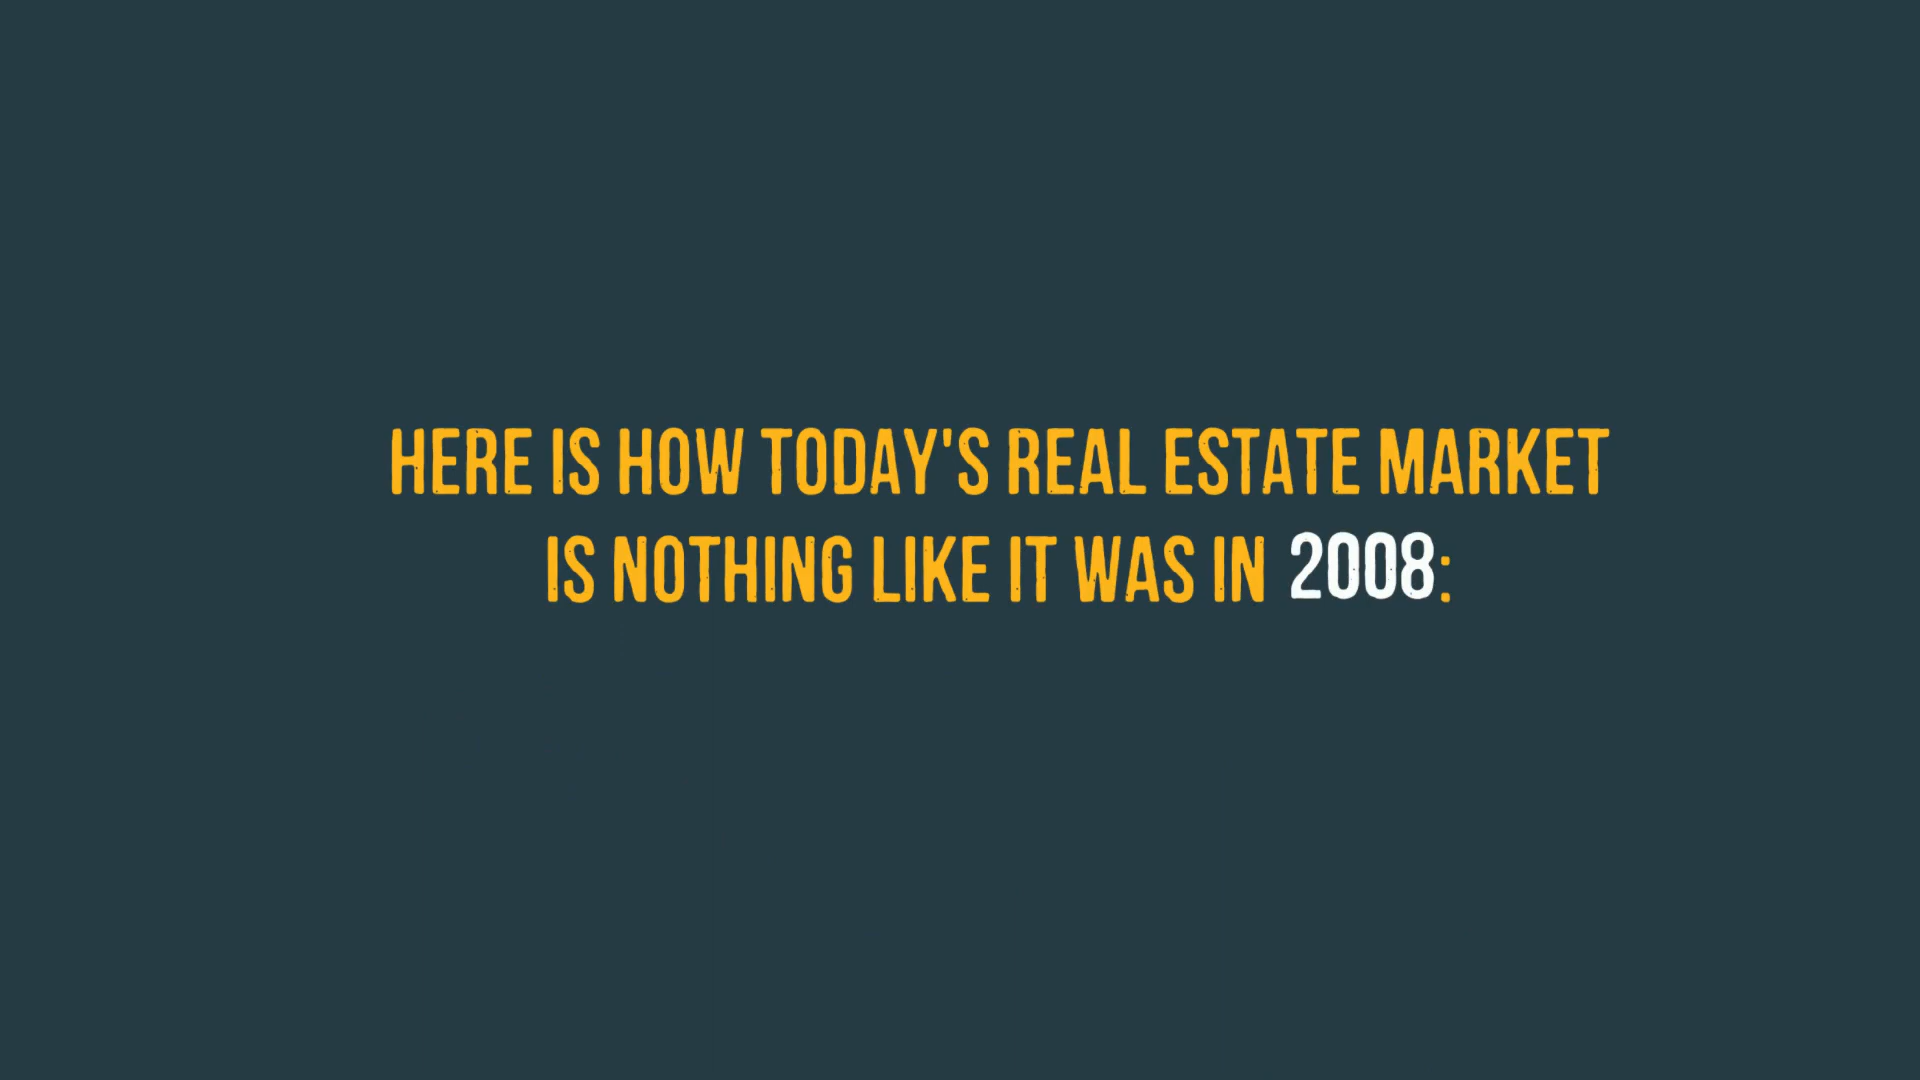 HERE IS HOW TODAY'S REAL ESTATE MARKET
IS NOTHING LIKE IT WAS IN 2008: